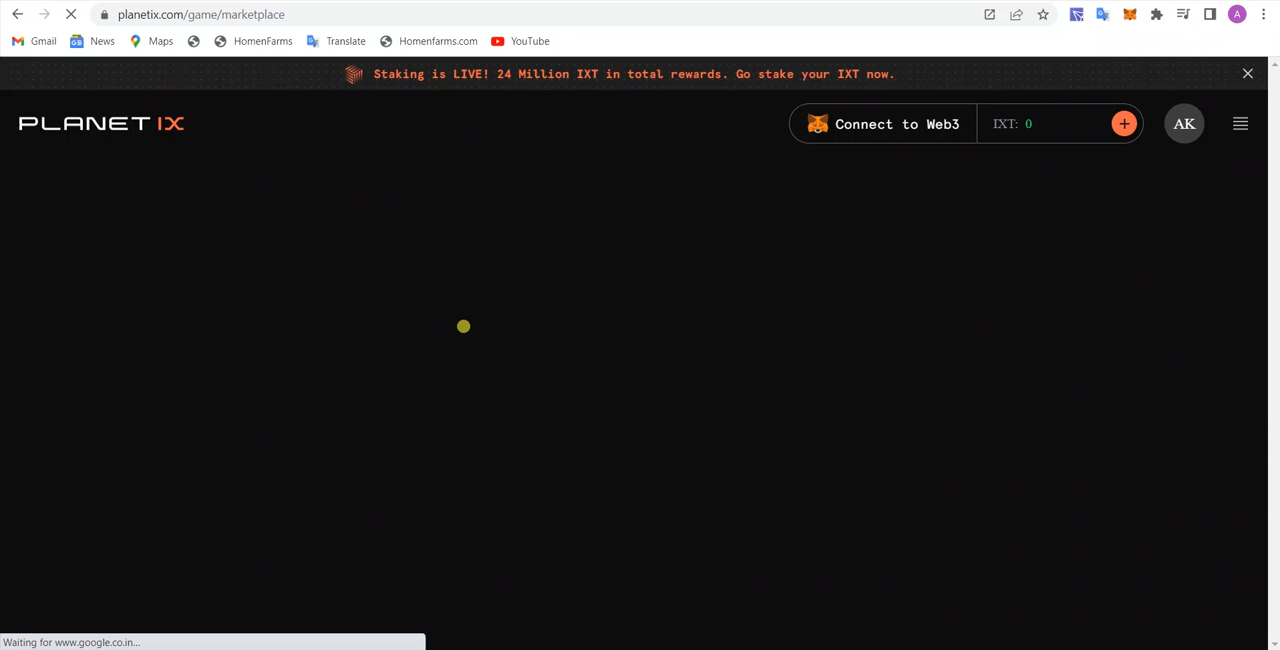 planetix.com/game/marketplace
A
Gmail
News
Maps
HomenFarms
Translate
Homenfarms.com
YouTube
Staking is LIVE! 24 Million IXT in total rewards. Go stake your IXT now.
PLANET IX
Connect to Web3
IXT: 0
AK
Waiting for www.google.co.in...